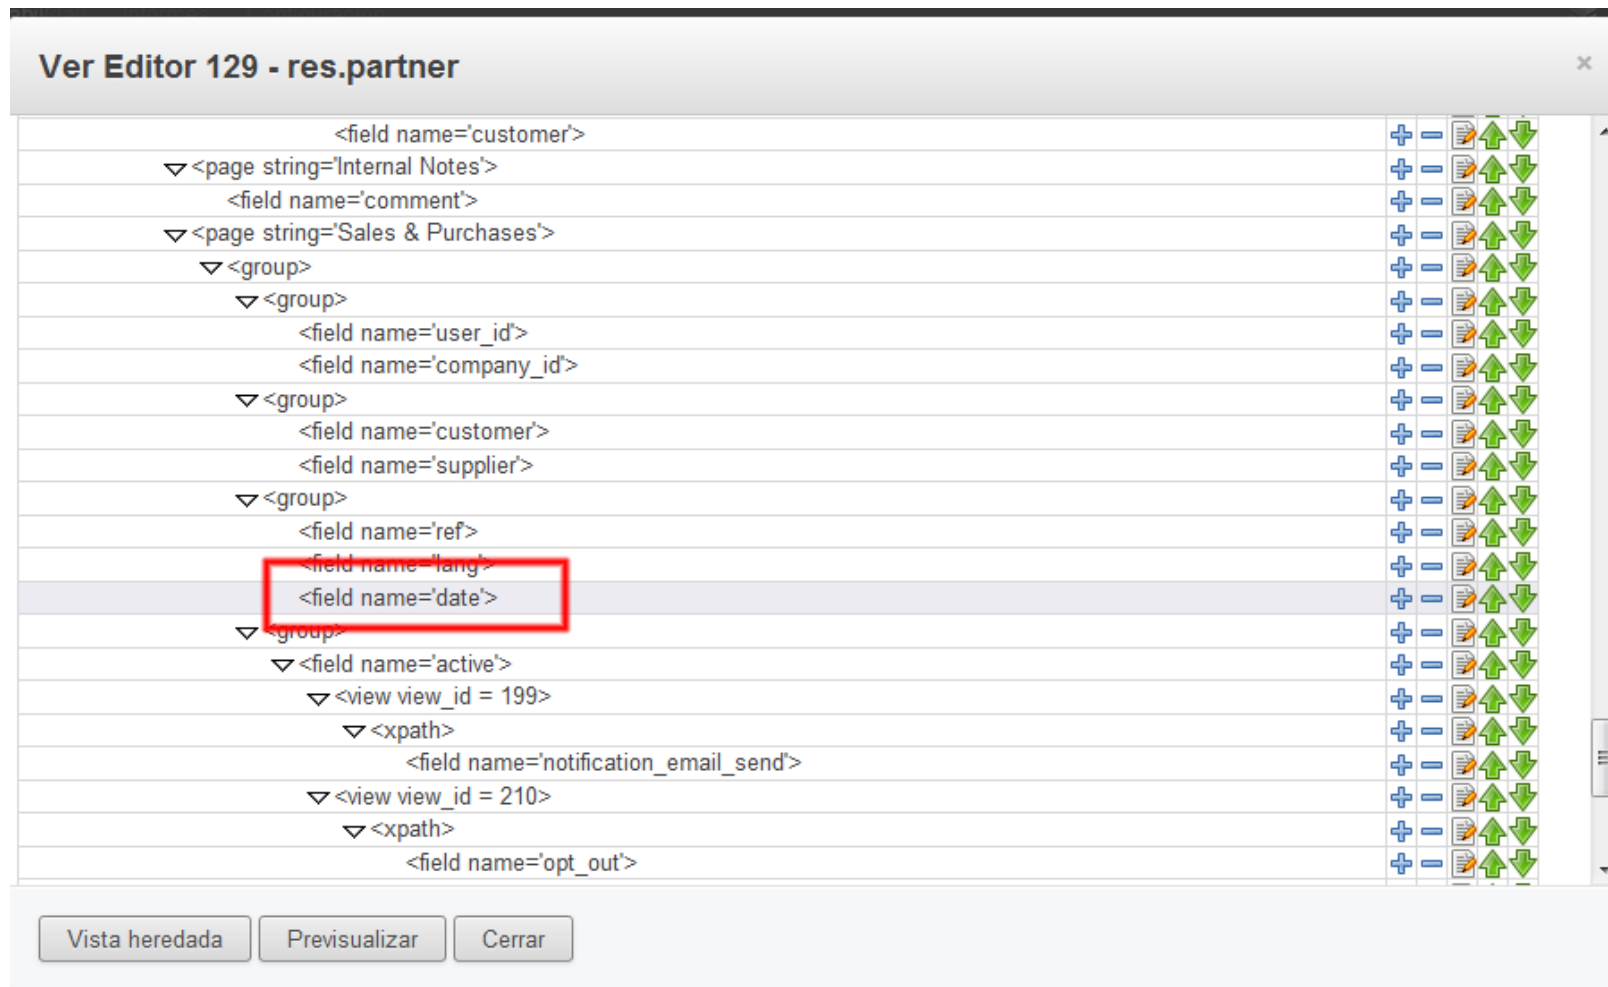 Ver Editor 129 - res.partner
×
<field name='customer'>
<page string='Internal Notes'>
<field name='comment'>
<page string='Sales & Purchases'>
<group>
<group>
<field name='user_id'>
<field name='company_id'>
<group>
<field name='customer'>
<field name='supplier'>
<group>
<field name='ref'>
<field name='lang'>
<field name='date'>
<group>
<field name='active'>
<view view_id = 199>
<xpath>
<field name='notification_email_send'>
<view view_id = 210>
<xpath>
<field name='opt_out'>
Vista heredada Previsualizar Cerrar